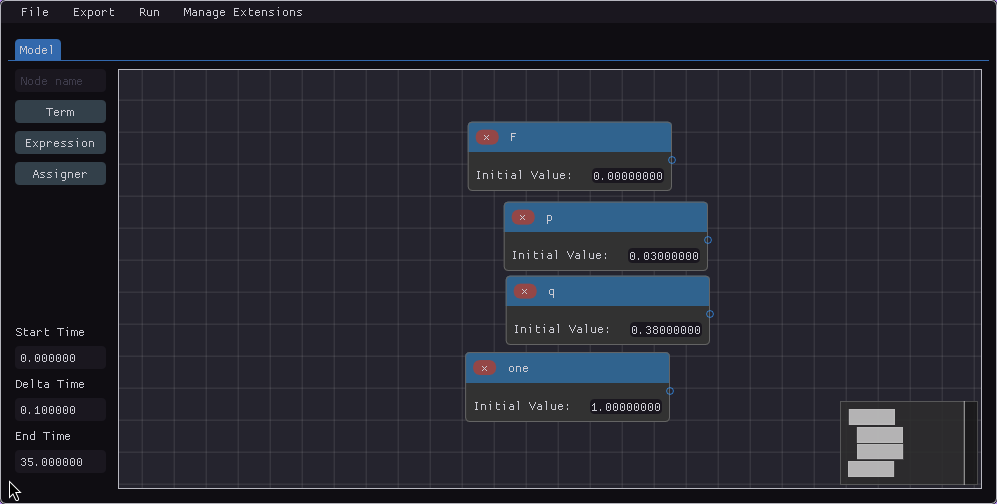 File Export Run Manage Extensions
Model
Node name
Term
Expression
Assigner
Start Time
0.000000
Delta Time
0.100000
End Time
35.000000
× F
Initial Value: 0.00000000
× p
Initial Value: 0.03000000
× q
Initial Value: 0.38000000
× one
Initial Value: 1.00000000